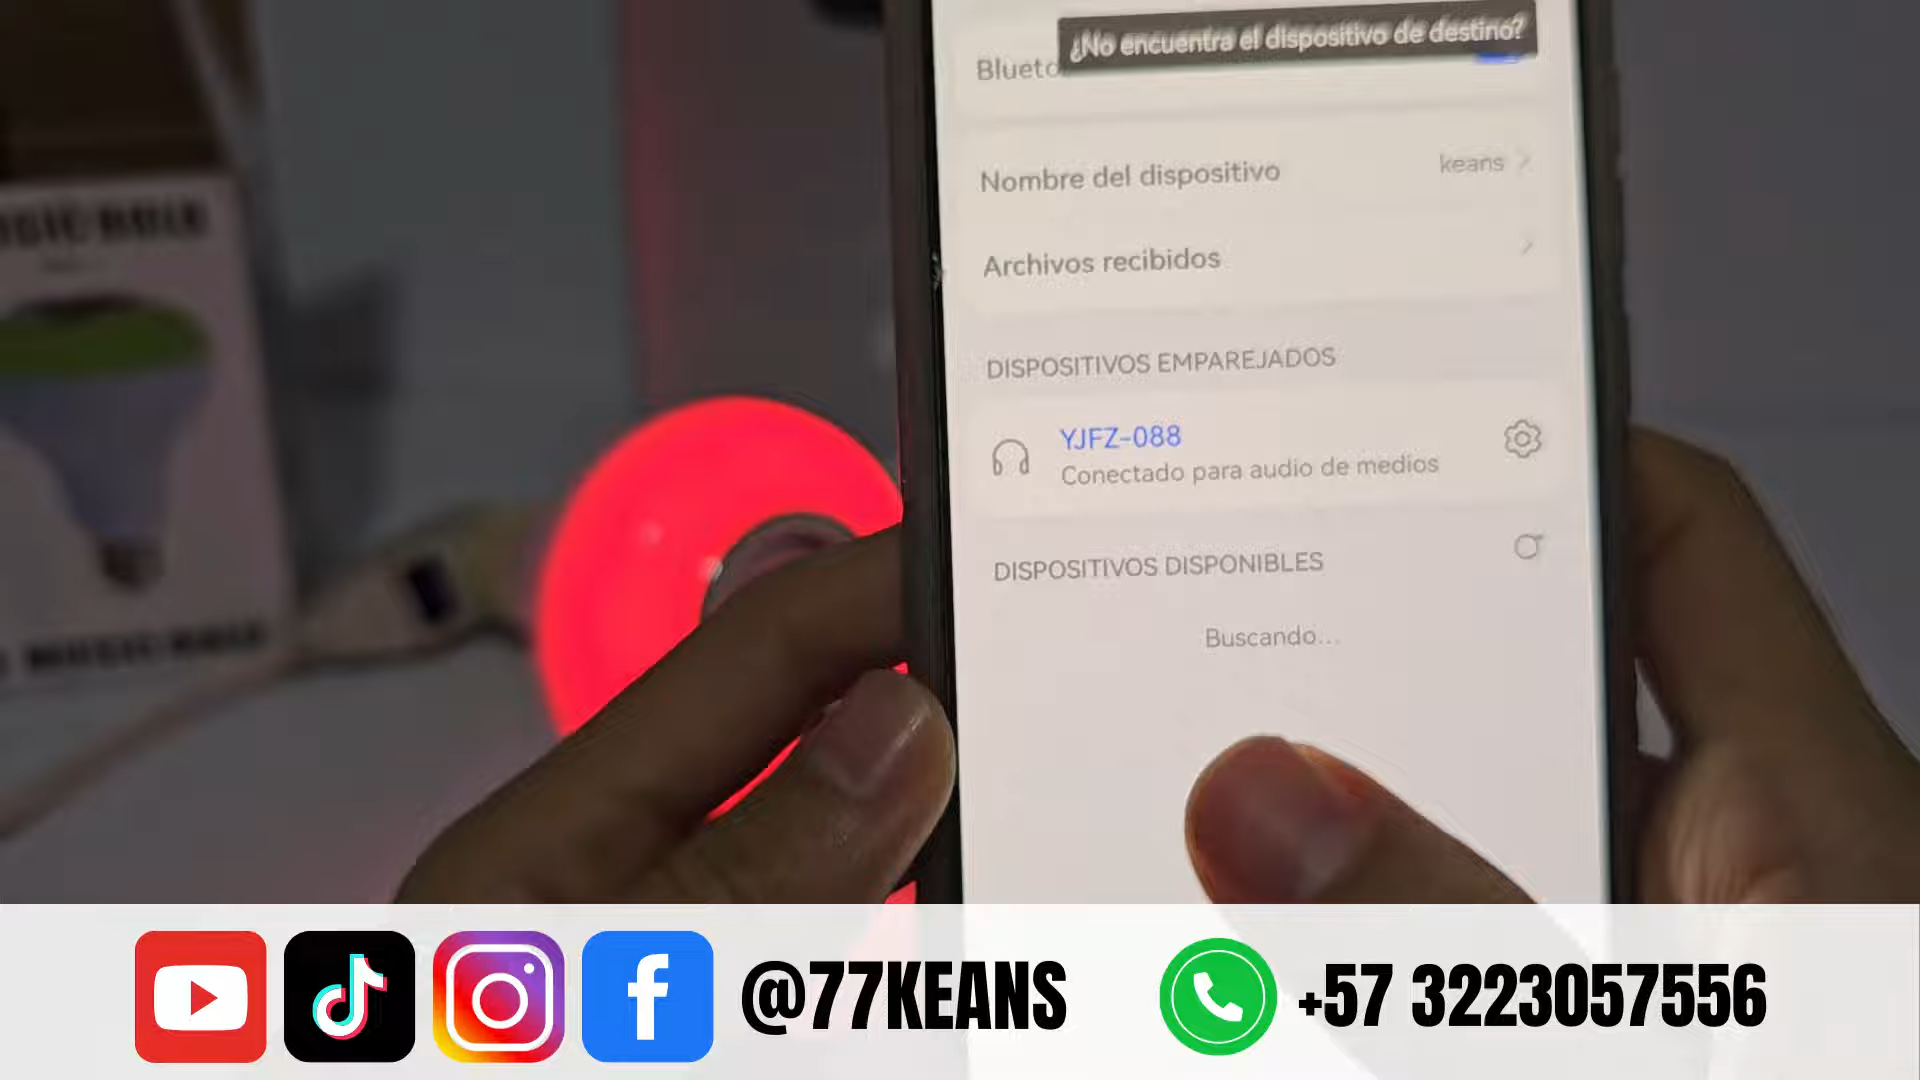 ¿No encuentra el dispositivo de destino?
Nombre del dispositivo
keans
Archivos recibidos
DISPOSITIVOS EMPAREJADOS
YJFZ-088
Conectado para audio de medios
DISPOSITIVOS DISPONIBLES
Buscando...
@77KEANS
+57 3223057556